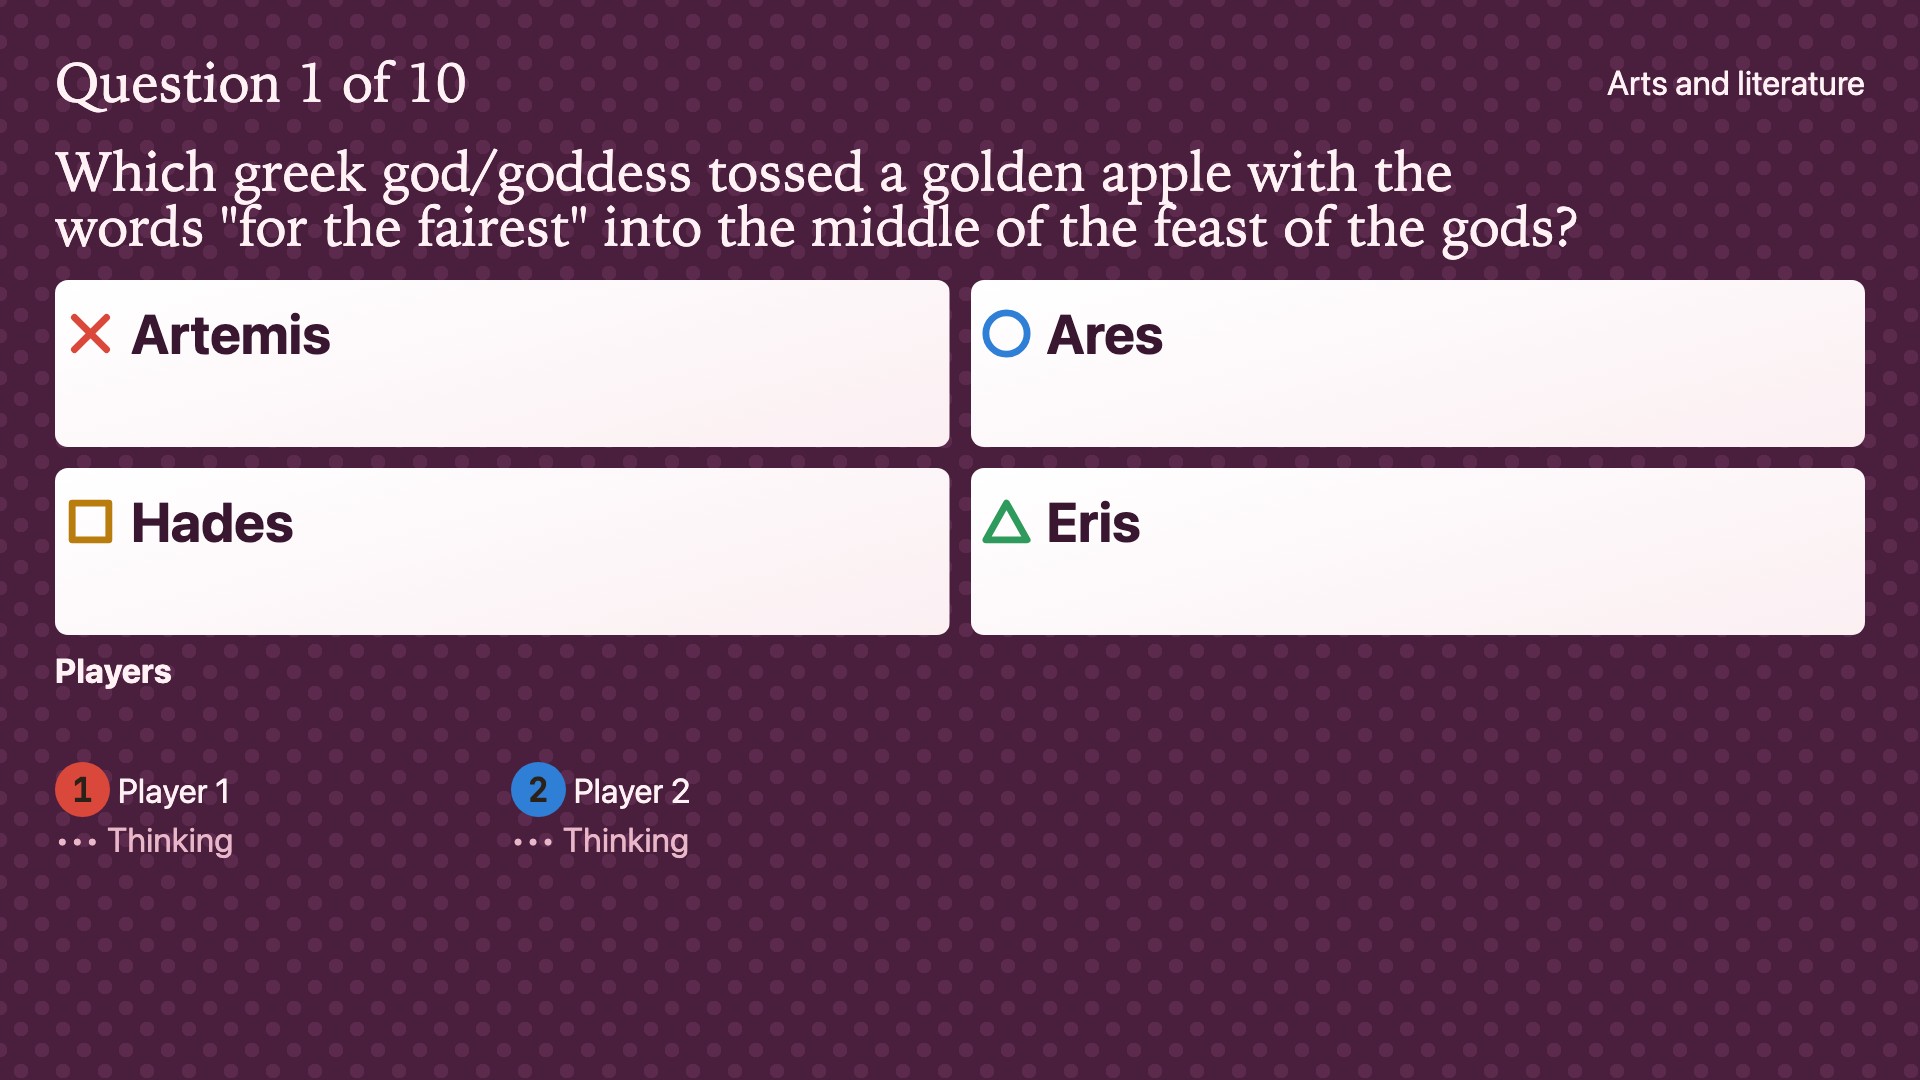 Question 1 of 10
Arts and literature
Which greek god/goddess tossed a golden apple with the
words "for the fairest" into the middle of the feast of the gods?
Artemis
Ares
Hades
Eris
Players
1 Player 1
2 Player 2
··· Thinking
··· Thinking